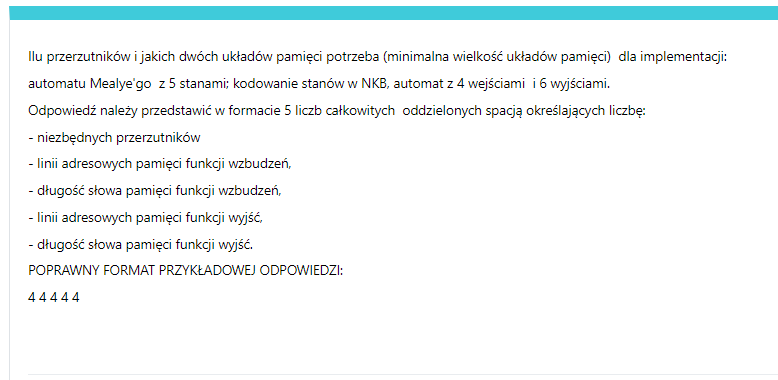 Ilu przerzutników i jakich dwóch układów pamięci potrzeba (minimalna wielkość układów pamięci) dla implementacji:
automatu Mealye'go z 5 stanami; kodowanie stanów w NKB, automat z 4 wejściami i 6 wyjściami.
Odpowiedź należy przedstawić w formacie 5 liczb całkowitych oddzielonych spacją określających liczbę:
- niezbędnych przerzutników
- linii adresowych pamięci funkcji wzbudzeń,
- długość słowa pamięci funkcji wzbudzeń,
- linii adresowych pamięci funkcji wyjść,
- długość słowa pamięci funkcji wyjść.
POPRAWNY FORMAT PRZYKŁADOWEJ ODPOWIEDZI:
4 4 4 4 4